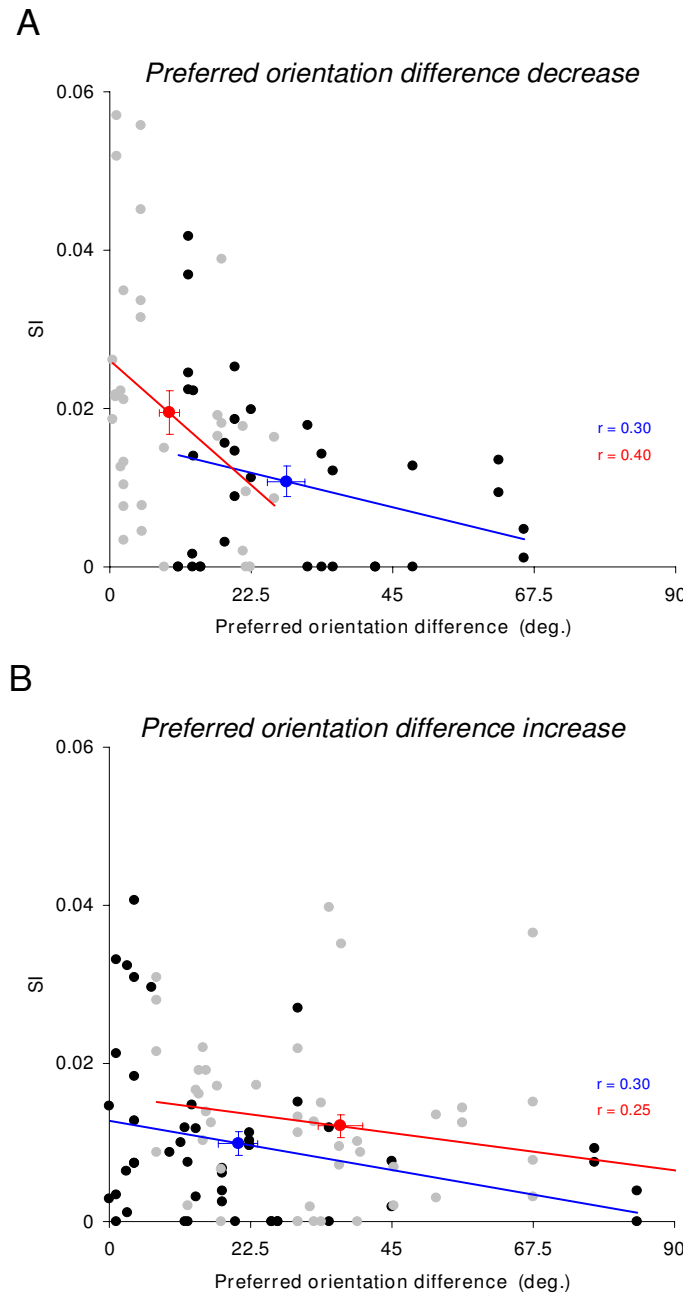 A
Preferred orientation difference decrease
0.06
0.04
SI
0.02
r = 0.30
r = 0.40
0
0 22.5 45 67.5 90
Preferred orientation difference (deg.)
B
Preferred orientation difference increase
0.06
0.04
SI
0.02
r = 0.30
r = 0.25
0
0 22.5 45 67.5 90
Preferred orientation difference (deg.)